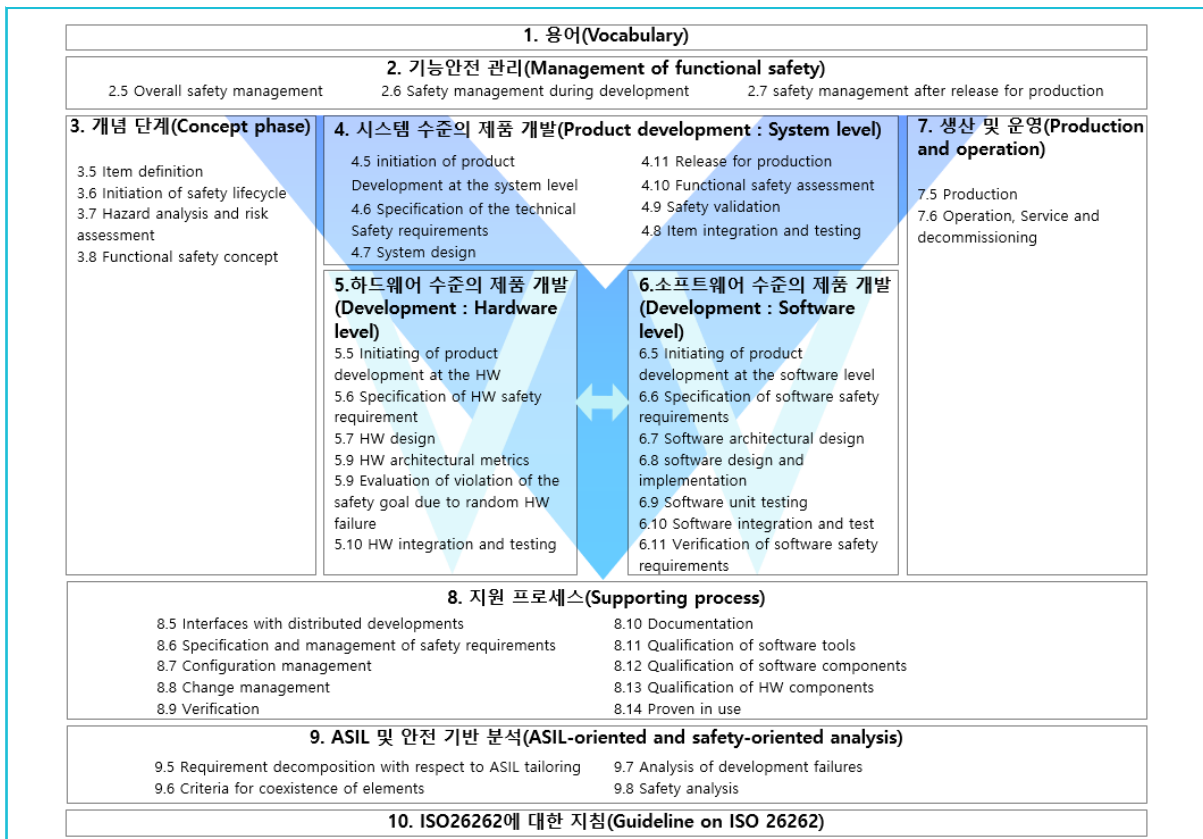 1. 용어(Vocabulary)
2. 기능안전 관리(Management of functional safety)
2.5 Overall safety management
2.6 Safety management during development
2.7 safety management after release for production
3. 개념 단계(Concept phase)
3.5 Item definition
3.6 Initiation of safety lifecycle
3.7 Hazard analysis and risk
assessment
3.8 Functional safety concept
4. 시스템 수준의 제품 개발(Product development : System level)
4.5 initiation of product
Development at the system level
4.6 Specification of the technical
Safety requirements
4.7 System design
4.11 Release for production
4.10 Functional safety assessment
4.9 Safety validation
4.8 Item integration and testing
5.하드웨어 수준의 제품 개발
(Development : Hardware
level)
5.5 Initiating of product
development at the HW
5.6 Specification of HW safety
requirement
5.7 HW design
5.9 HW architectural metrics
5.9 Evaluation of violation of the
safety goal due to random HW
failure
5.10 HW integration and testing
6.소프트웨어 수준의 제품 개발
(Development : Software
level)
6.5 Initiating of product
development at the software level
6.6 Specification of software safety
requirements
6.7 Software architectural design
6.8 software design and
implementation
6.9 Software unit testing
6.10 Software integration and test
6.11 Verification of software safety
requirements
7. 생산 및 운영(Production
and operation)
7.5 Production
7.6 Operation, Service and
decommissioning
8. 지원 프로세스(Supporting process)
8.5 Interfaces with distributed developments
8.6 Specification and management of safety requirements
8.7 Configuration management
8.8 Change management
8.9 Verification
8.10 Documentation
8.11 Qualification of software tools
8.12 Qualification of software components
8.13 Qualification of HW components
8.14 Proven in use
9. ASIL 및 안전 기반 분석(ASIL-oriented and safety-oriented analysis)
9.5 Requirement decomposition with respect to ASIL tailoring
9.6 Criteria for coexistence of elements
9.7 Analysis of development failures
9.8 Safety analysis
10. ISO26262에 대한 지침(Guideline on ISO 26262)